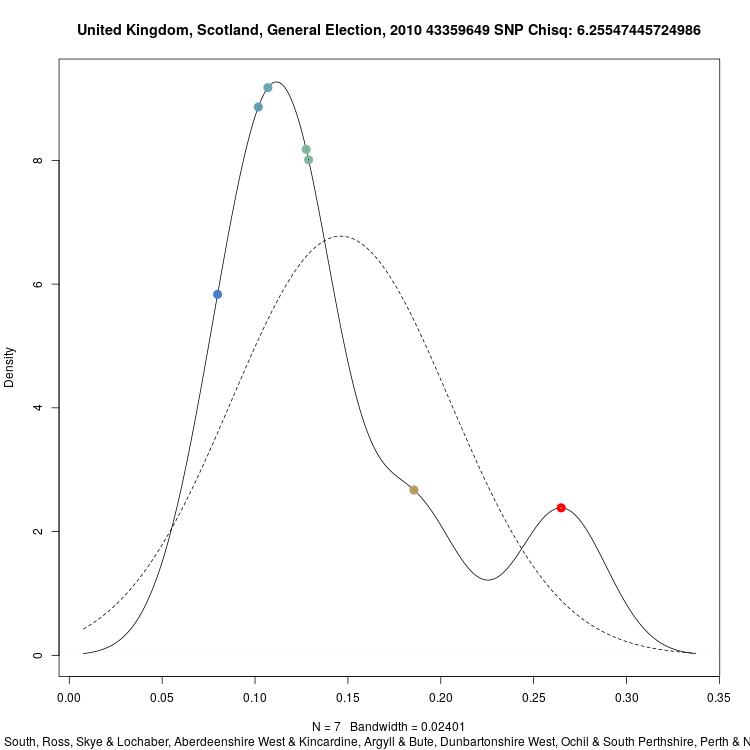 United Kingdom, Scotland, General Election, 2010 43359649 SNP Chisq: 6.25547445724986
Density
8
6
4
2
0
0.00 0.05 0.10 0.15 0.20 0.25 0.30 0.35
N = 7 Bandwidth = 0.02401
South, Ross, Skye & Lochaber, Aberdeenshire West & Kincardine, Argyll & Bute, Dunbartonshire West, Ochil & South Perthshire, Perth & N